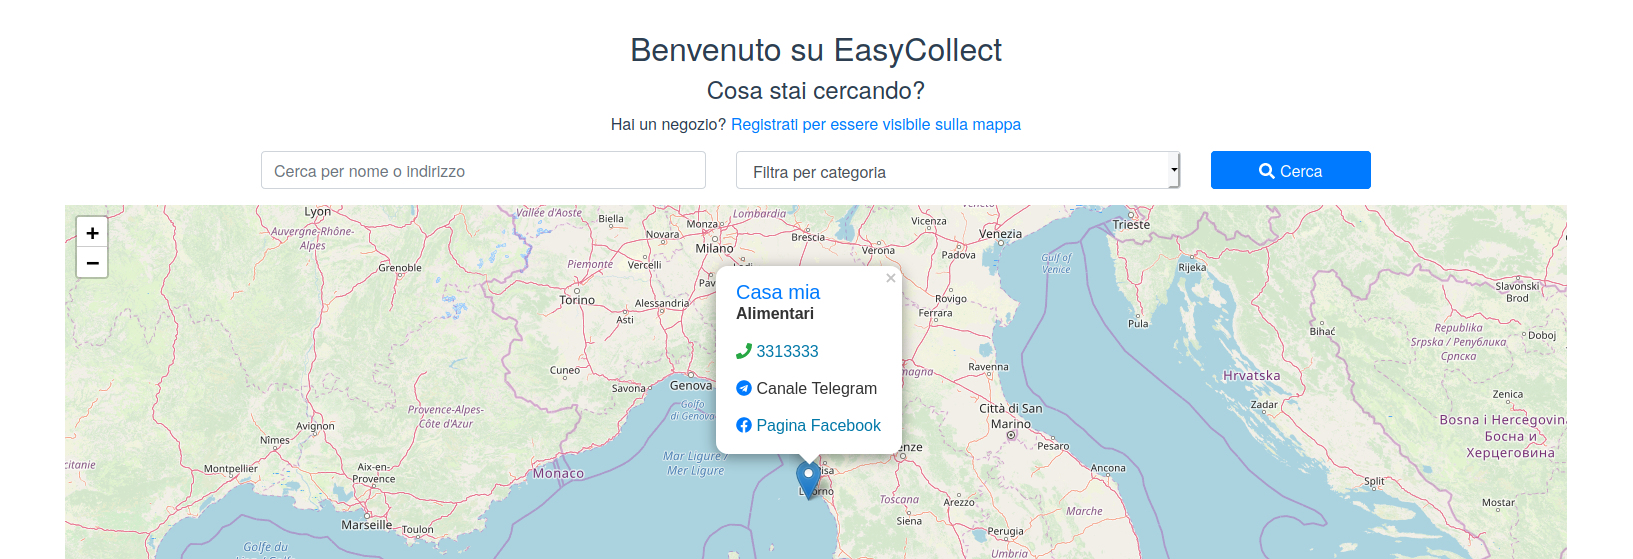 Benvenuto su EasyCollect
Cosa stai cercando?
Hai un negozio? Registrati per essere visibile sulla mappa
Cerca per nome o indirizzo
Filtra per categoria
Cerca
+
−
Lyon
Vallée d'Aoste
Biella
Monza
Lombardia
Vicenza
Venezia
Trieste
Auvergne-Rhône-
Alpes
Novara
Milano
Brescia
Verona
Padova
Gulf of
Venice
Rijeka
Grenoble
Piemonte
Vercelli
Slavonski
Brod
Torino
Alessandria
Asti
Rovigo
Ferrara
Pula
Bihać
Republika
Srpska / Република
Српска
Doboj
×
Casa mia
Alimentari
3313333
Canale Telegram
Pagina Facebook
Cuneo
Savona
Genova
Golfo
di Genova
Ravenna
Hrvatska
Zadar
Zenica
Provence-Alpes-
Côte d'Azur
Avignon
Nîmes
Città di San
Marino
Pesaro
Bosna i Hercegovina
Босна и
Херцеговина
Montpellier
Aix-en-
Provence
Monaco
Mar Ligure /
Mer Ligure
Ancona
Split
Mostar
Toscana
Arezzo
Siena
Marche
Marseille
Toulon
Perugia
Umbria
Golfe du